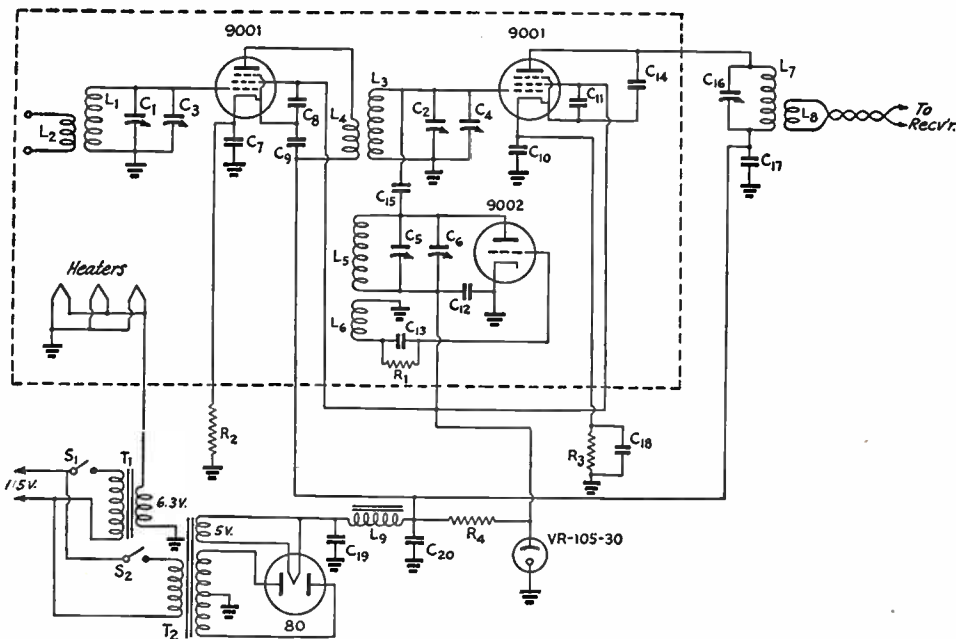 9001
9001
L1
C1
C3
L2
C7
C8
C9
L4
L3
C2
C4
C10
C11
C14
C16
L7
L8
To
Recv'r.
C17
C15
9002
L5
C5
C6
C12
L6
C13
R1
Heaters
R2
R3
C18
S1
T1
115V.
6.3V.
S2
T2
5V.
80
C19
L9
C20
R4
VR-105-30